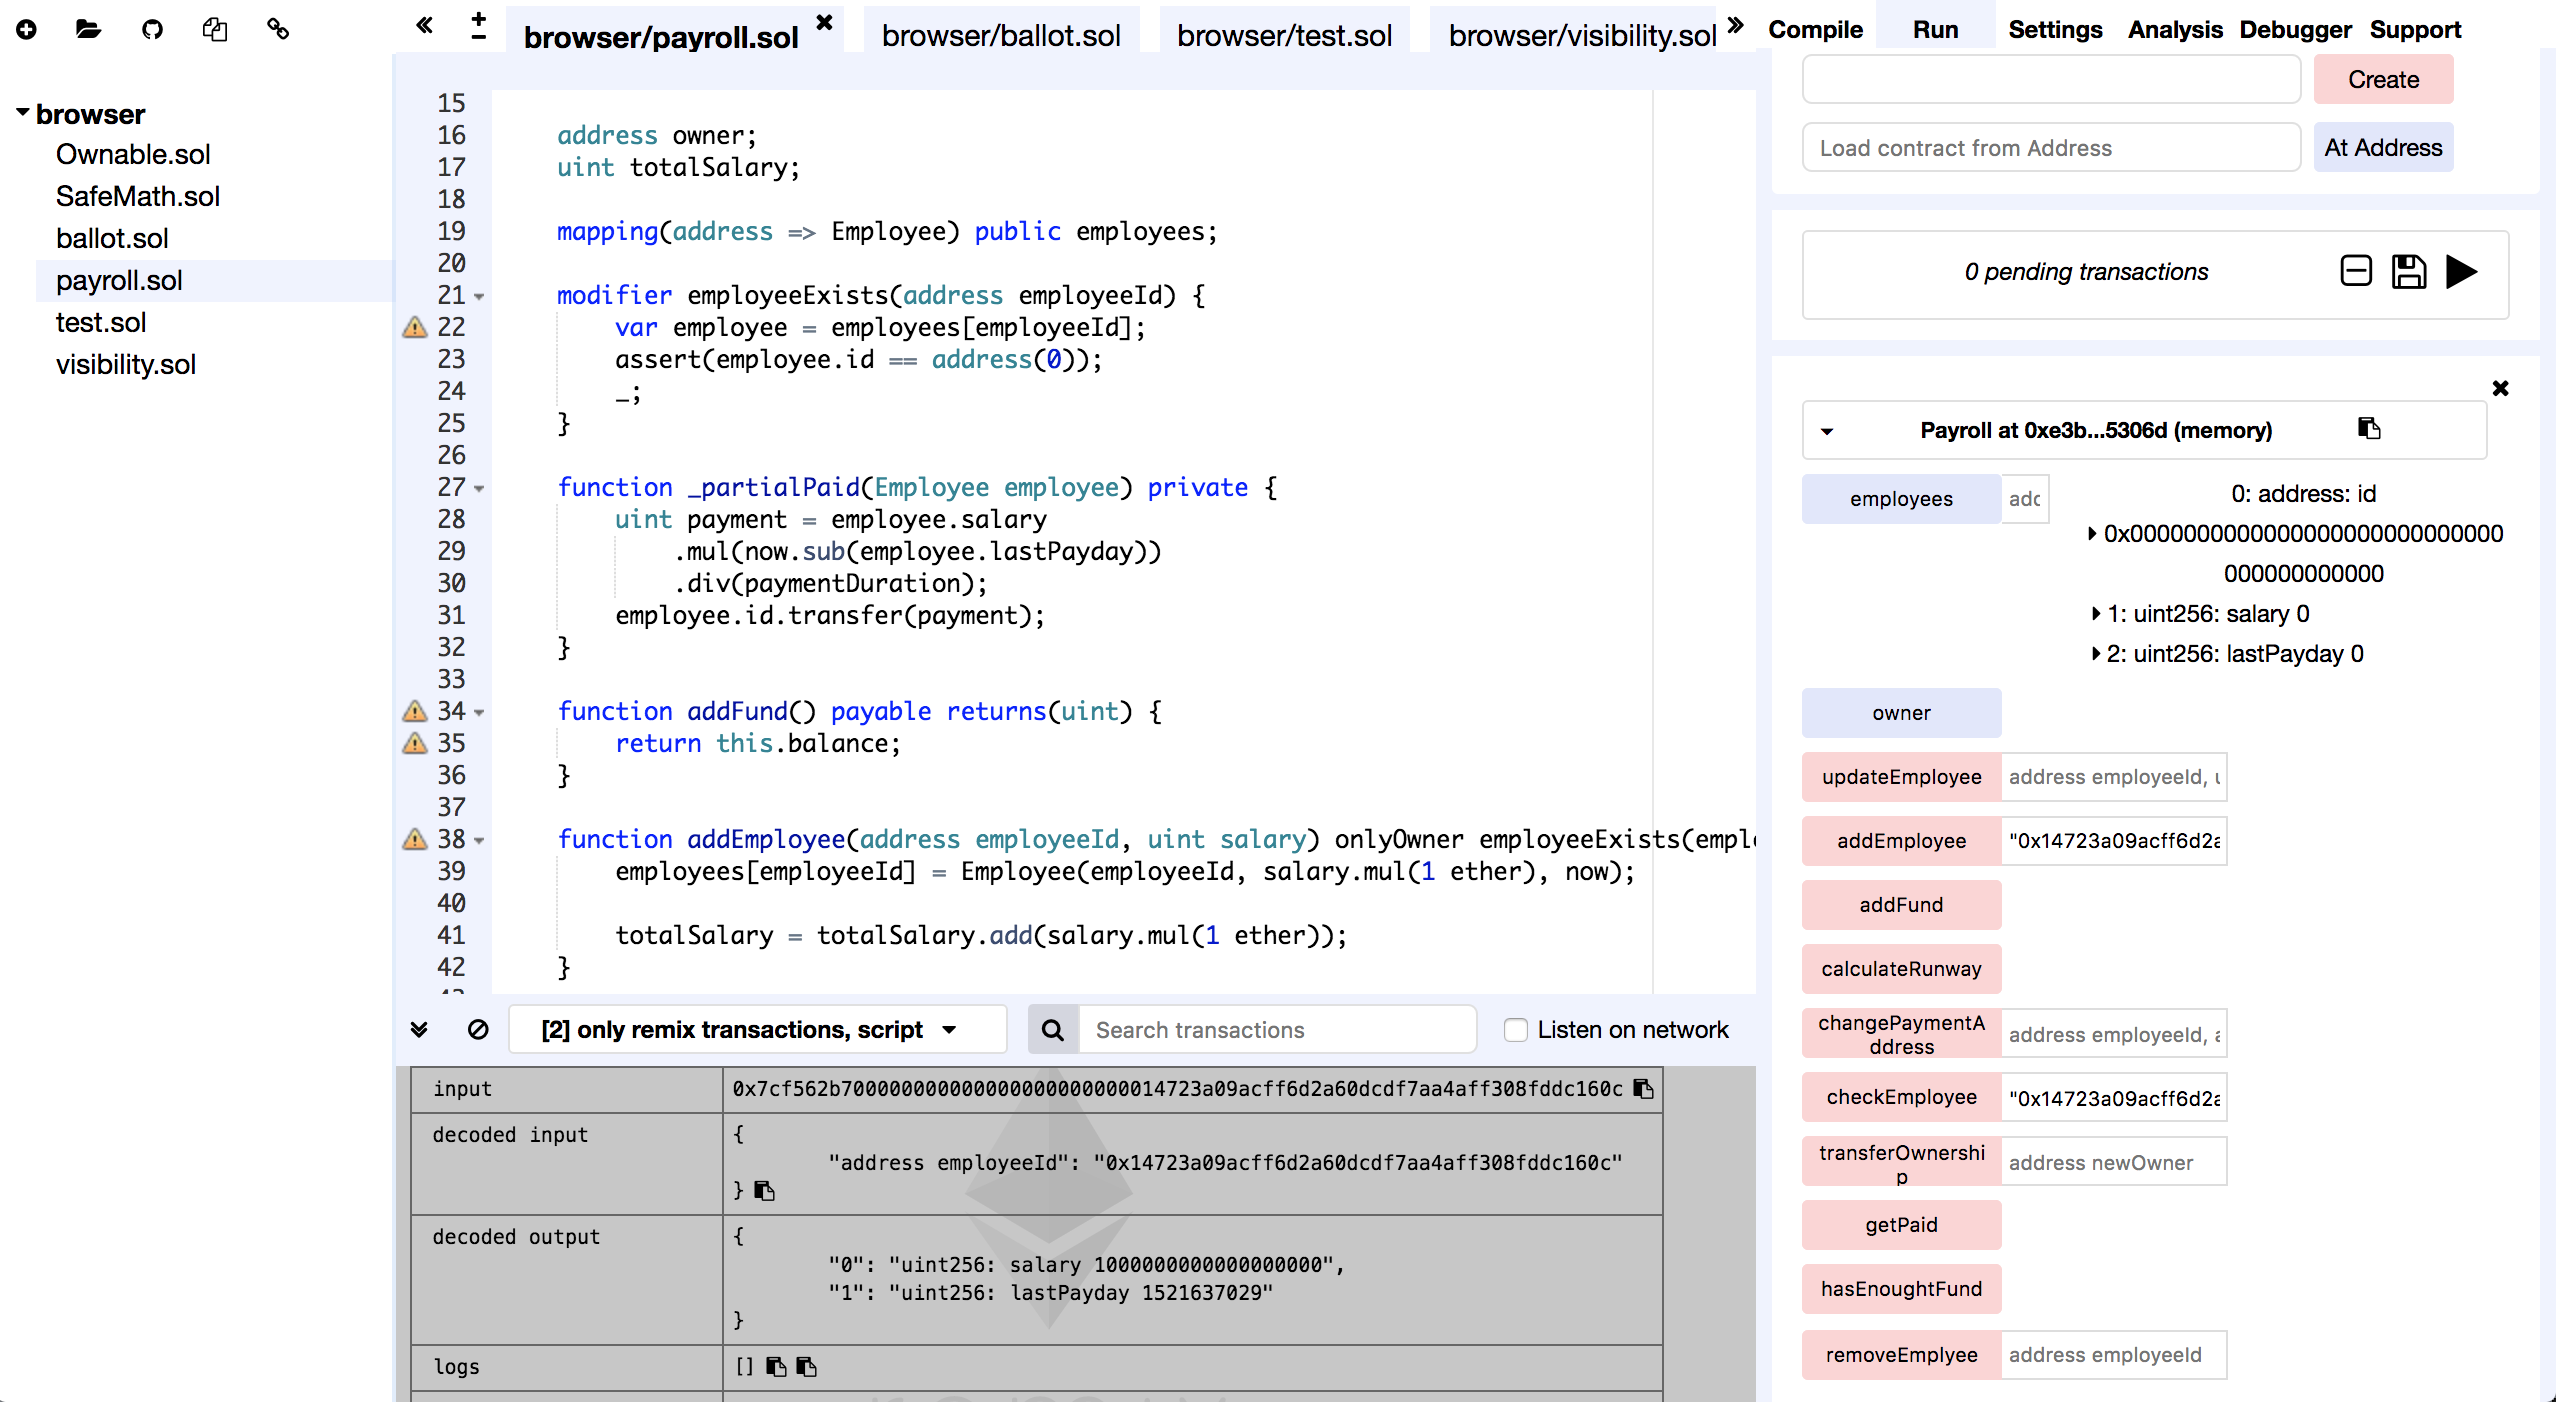 browser
Ownable.sol
SafeMath.sol
ballot.sol
payroll.sol
test.sol
visibility.sol
browser/payroll.sol
browser/ballot.sol
browser/test.sol
browser/visibility.sol
15
16 address owner;
17 uint totalSalary;
18
19 mapping(address => Employee) public employees;
20
21 modifier employeeExists(address employeeId) {
22 var employee = employees[employeeId];
23 assert(employee.id == address(0));
24 _;
25 }
26
27 function _partialPaid(Employee employee) private {
28 uint payment = employee.salary
29 .mul(now.sub(employee.lastPayday))
30 .div(paymentDuration);
31 employee.id.transfer(payment);
32 }
33
34 function addFund() payable returns(uint) {
35 return this.balance;
36 }
37
38 function addEmployee(address employeeId, uint salary) onlyOwner employeeExists(empl
39 employees[employeeId] = Employee(employeeId, salary.mul(1 ether), now);
40
41 totalSalary = totalSalary.add(salary.mul(1 ether));
42 }
[2] only remix transactions, script
Search transactions
Listen on network
input 0x7cf562b700000000000000000000000014723a09acff6d2a60dcdf7aa4aff308fddc160c
decoded input {
"address employeeId": "0x14723a09acff6d2a60dcdf7aa4aff308fddc160c"
}
decoded output {
"0": "uint256: salary 1000000000000000000",
"1": "uint256: lastPayday 1521637029"
}
logs []
Compile Run Settings Analysis Debugger Support
Create
Load contract from Address
At Address
0 pending transactions
Payroll at 0xe3b...5306d (memory)
employees
add
0: address: id
0x0000000000000000000000000000
000000000000
1: uint256: salary 0
2: uint256: lastPayday 0
owner
updateEmployee address employeeId, u
addEmployee "0x14723a09acff6d2a
addFund
calculateRunway
changePaymentA
ddress
address employeeId, a
checkEmployee "0x14723a09acff6d2a
transferOwnershi
p
address newOwner
getPaid
hasEnoughtFund
removeEmplyee address employeeId